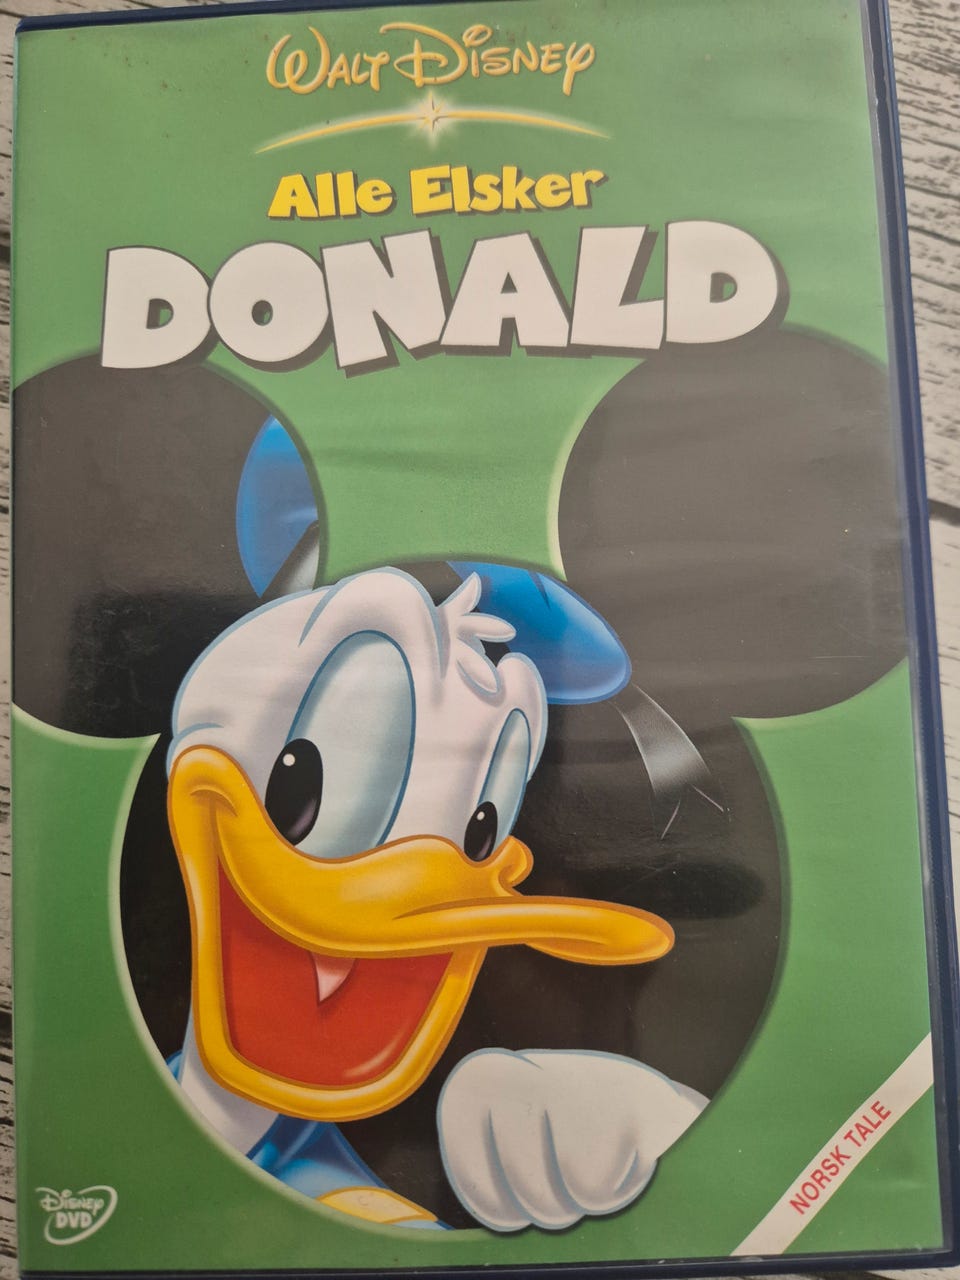 WALT DISNEY
Alle Elsker
DONALD
NORSK TALE
DISNEY
DVD